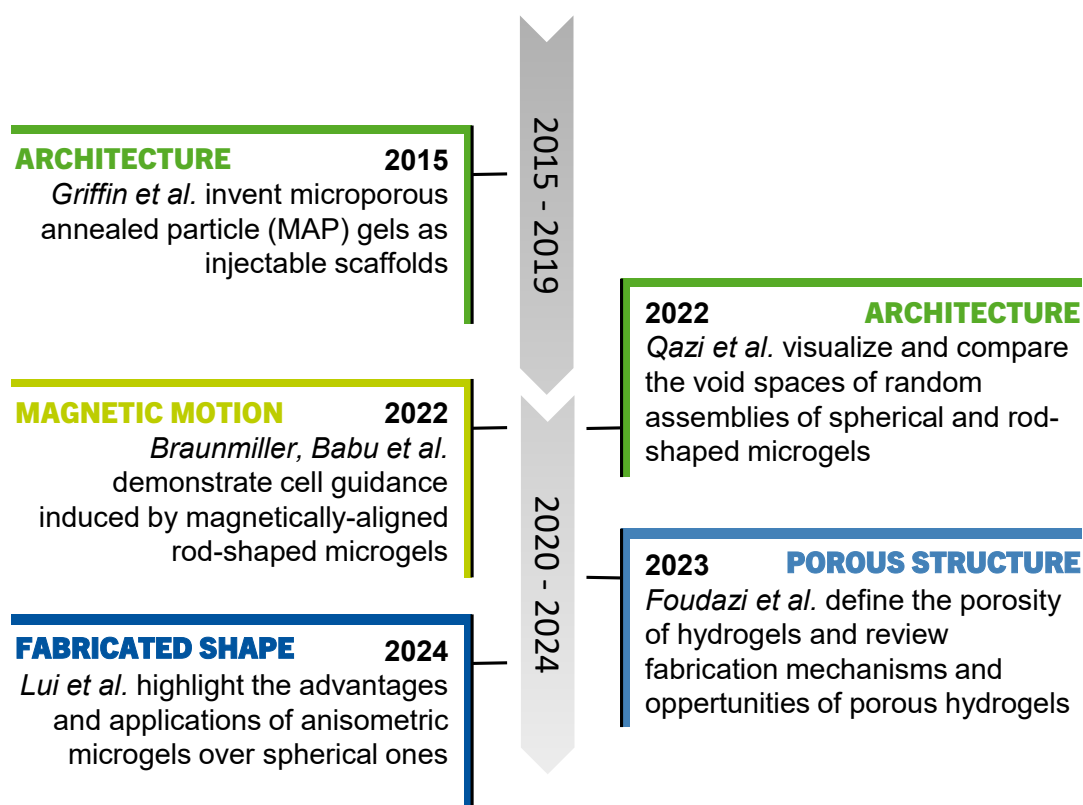 2015 - 2019
ARCHITECTURE 2015
Griffin et al. invent microporous
annealed particle (MAP) gels as
injectable scaffolds
2022 ARCHITECTURE
Qazi et al. visualize and compare
the void spaces of random
assemblies of spherical and rod-
shaped microgels
MAGNETIC MOTION 2022
Braunmiller, Babu et al.
demonstrate cell guidance
induced by magnetically-aligned
rod-shaped microgels
2020 - 2024
2023 POROUS STRUCTURE
Foudazi et al. define the porosity
of hydrogels and review
fabrication mechanisms and
oppertunities of porous hydrogels
FABRICATED SHAPE 2024
Lui et al. highlight the advantages
and applications of anisometric
microgels over spherical ones